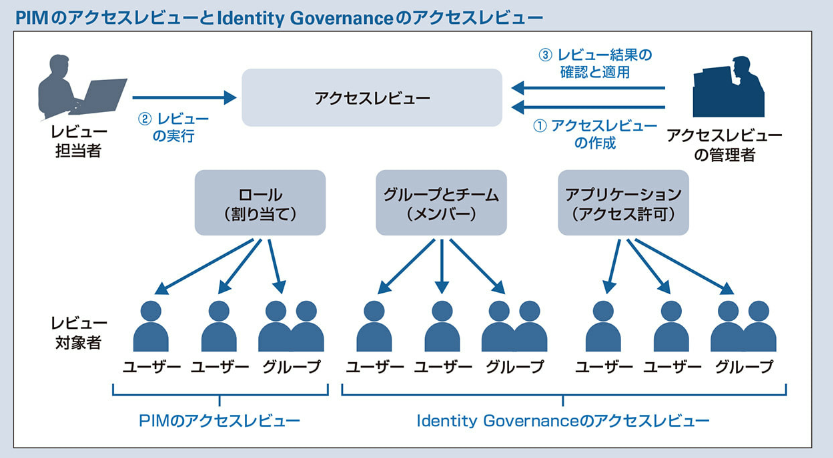 PIMのアクセスレビューとIdentity Governanceのアクセスレビュー
③ レビュー結果の
確認と適用
アクセスレビュー
② レビュー
の実行
① アクセスレビュー
の作成
レビュー
担当者
アクセスレビュー
の管理者
ロール
（割り当て）
グループとチーム
（メンバー）
アプリケーション
（アクセス許可）
レビュー
対象者
ユーザー ユーザー グループ
ユーザー ユーザー グループ
ユーザー ユーザー グループ
PIMのアクセスレビュー
Identity Governanceのアクセスレビュー